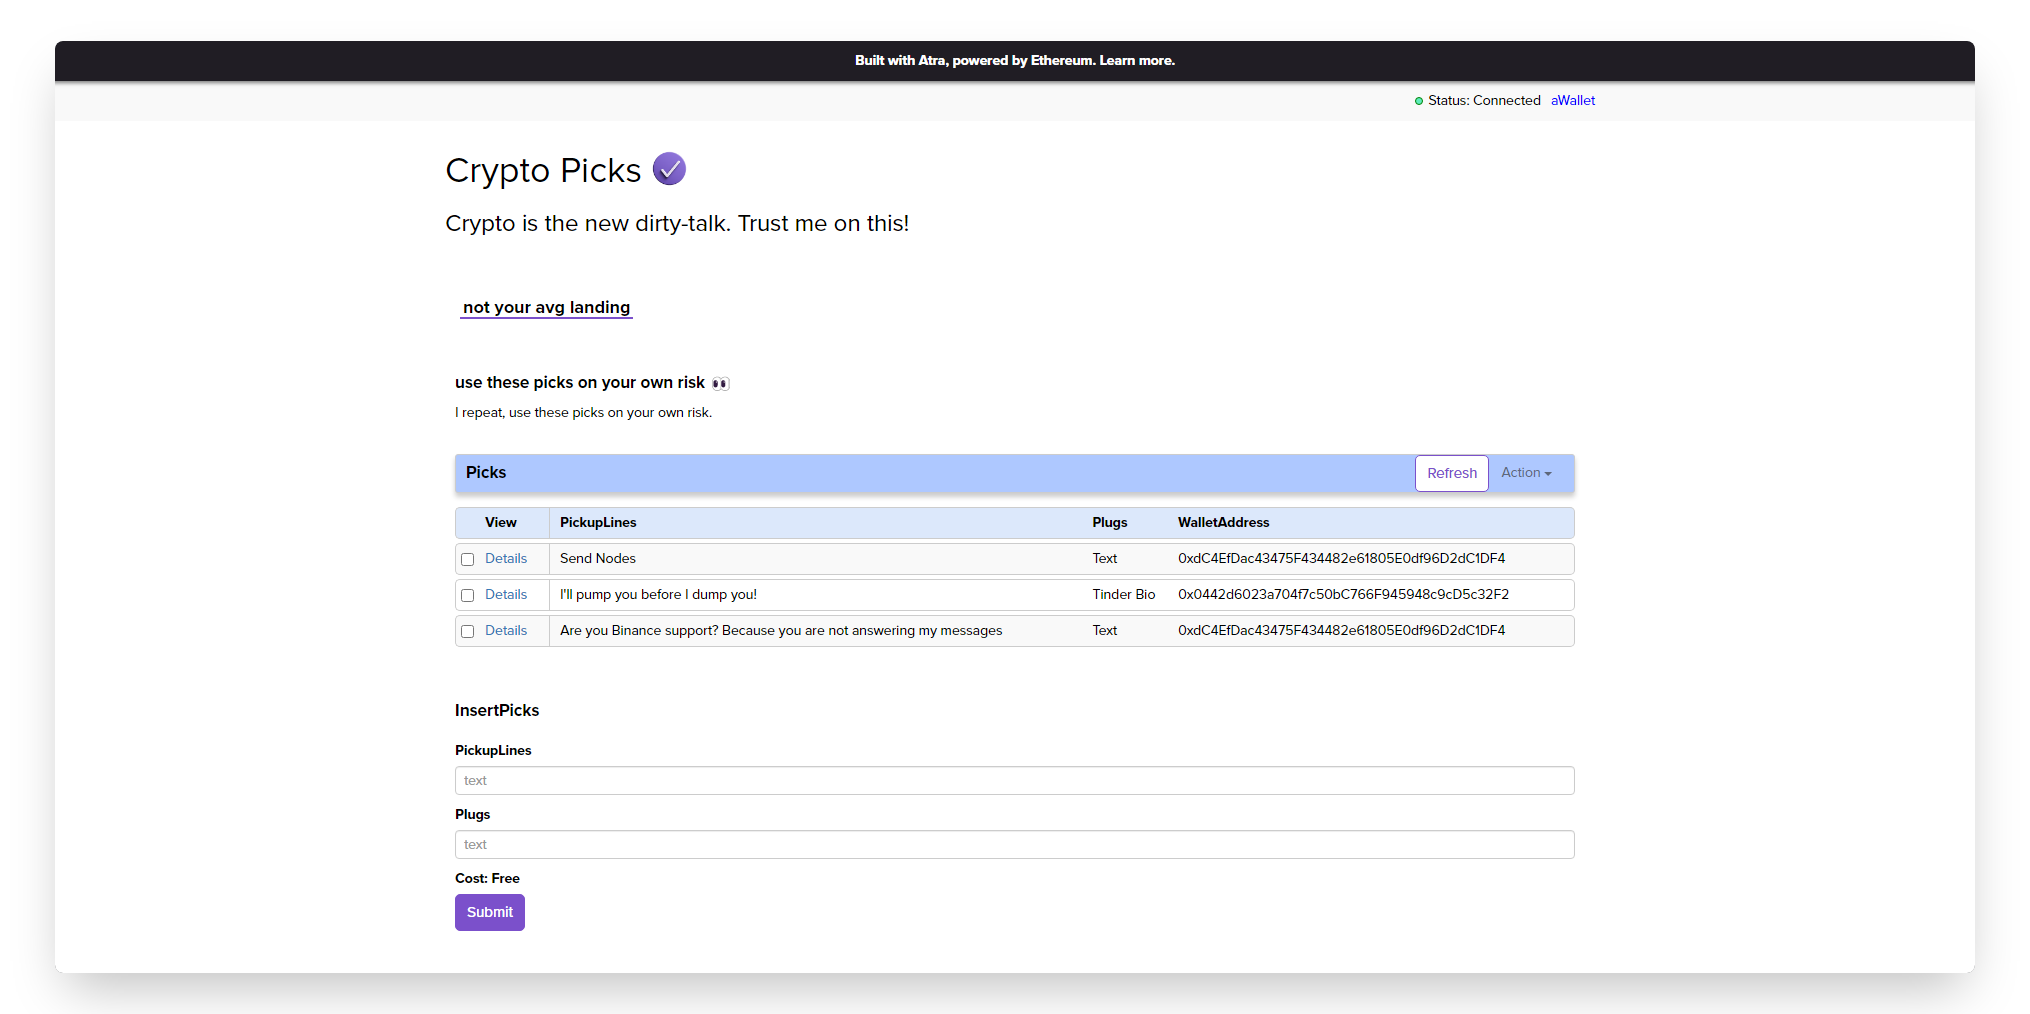 Built with Atra, powered by Ethereum. Learn more.
Status: Connected aWallet
Crypto Picks
Crypto is the new dirty-talk. Trust me on this!
not your avg landing
use these picks on your own risk 👀
I repeat, use these picks on your own risk.
Picks Refresh Action
View PickupLines Plugs WalletAddress
Details Send Nodes Text 0xdC4EfDac43475F434482e61805E0df96D2dC1DF4
Details I'll pump you before I dump you! Tinder Bio 0x0442d6023a704f7c50bC766F945948c9cD5c32F2
Details Are you Binance support? Because you are not answering my messages Text 0xdC4EfDac43475F434482e61805E0df96D2dC1DF4
InsertPicks
PickupLines
text
Plugs
text
Cost: Free
Submit